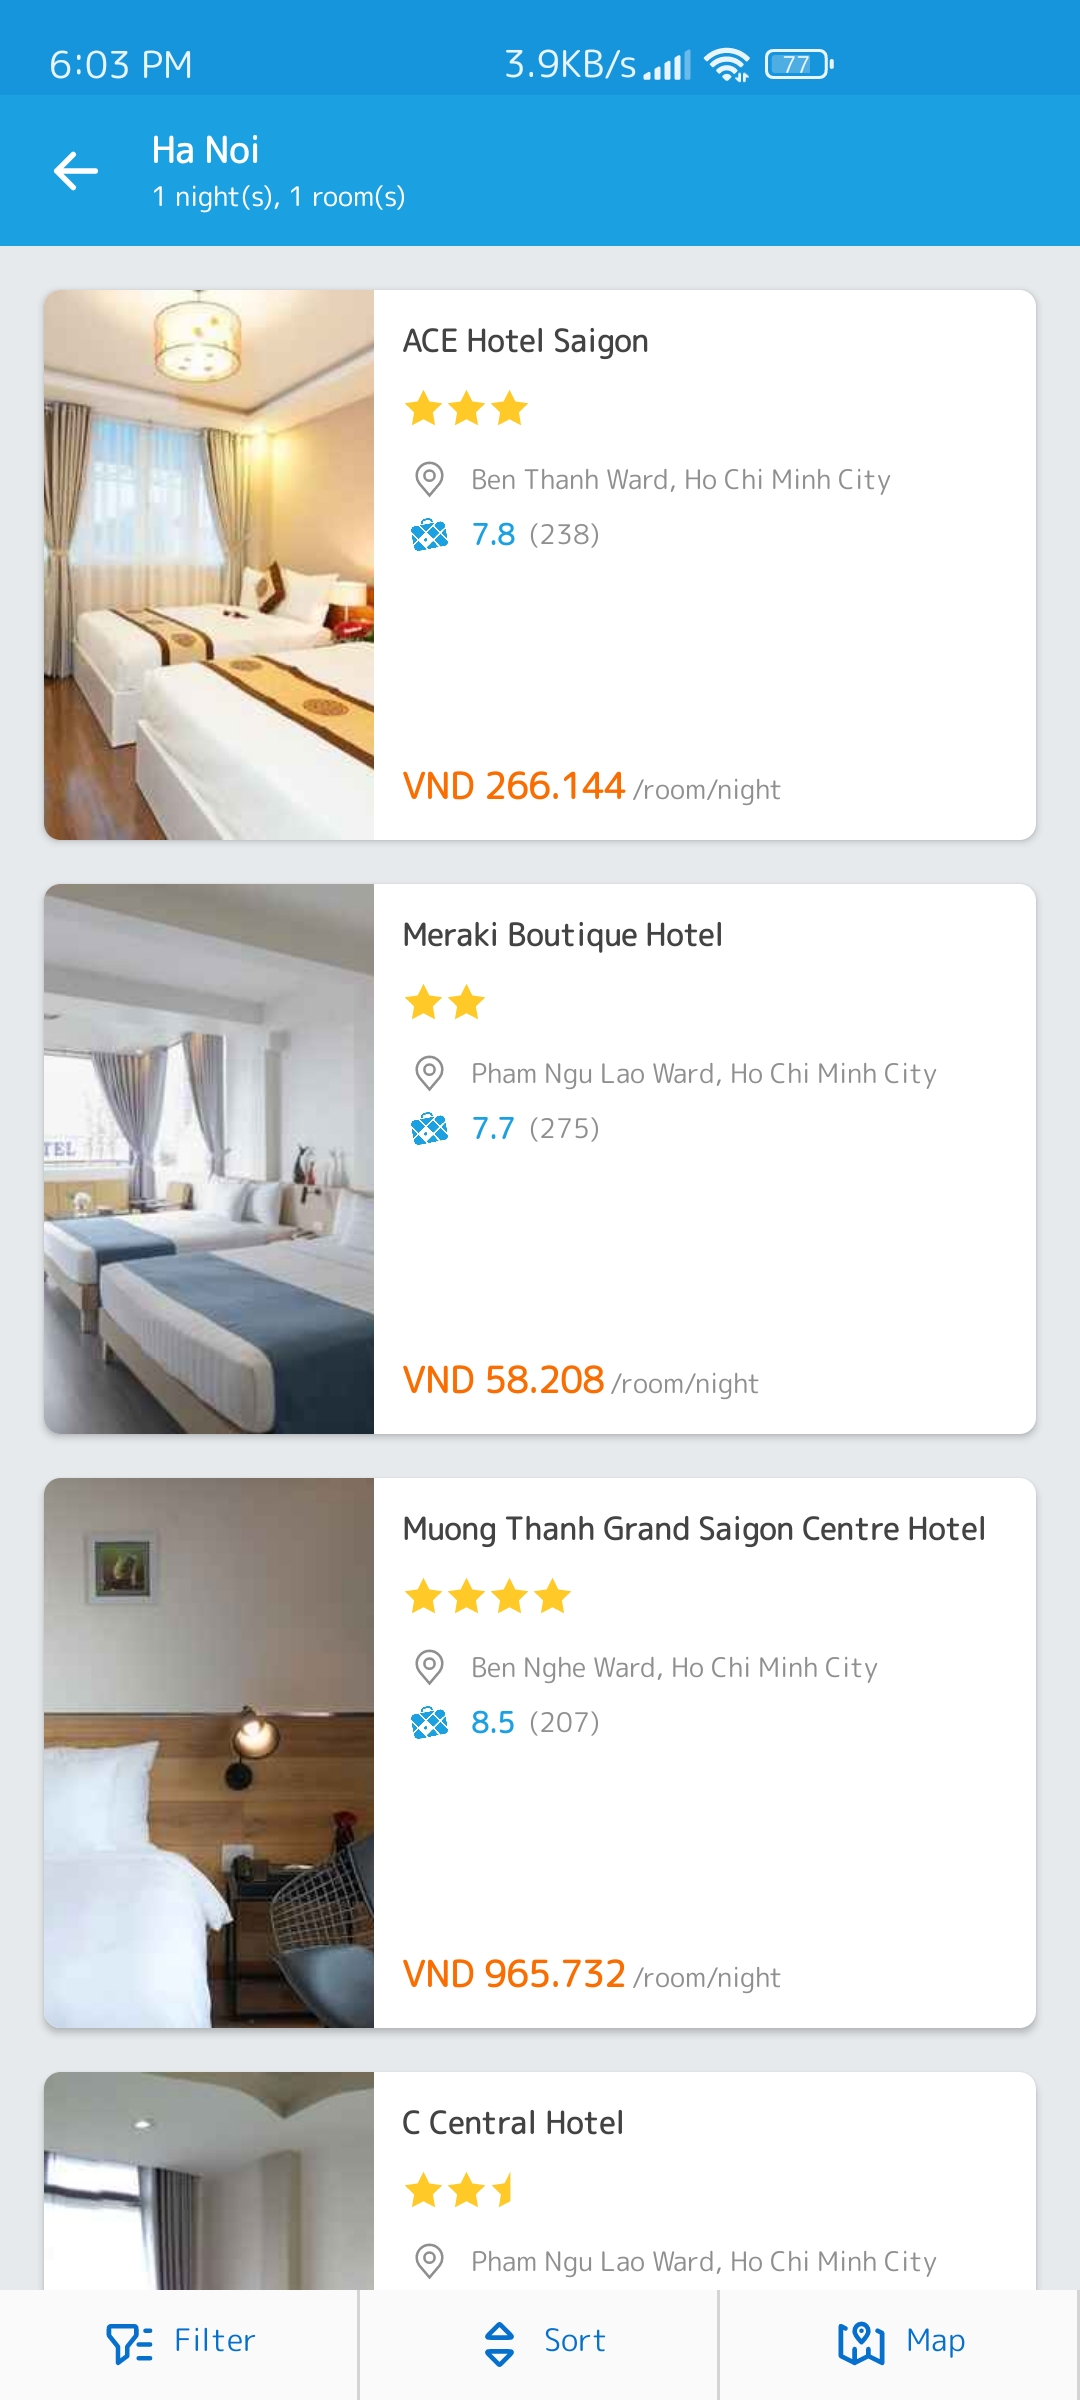 6:03 PM
3.9KB/s
77
Ha Noi
1 night(s), 1 room(s)
ACE Hotel Saigon
Ben Thanh Ward, Ho Chi Minh City
7.8 (238)
VND 266.144 /room/night
TEL
Meraki Boutique Hotel
Pham Ngu Lao Ward, Ho Chi Minh City
7.7 (275)
VND 58.208 /room/night
Muong Thanh Grand Saigon Centre Hotel
Ben Nghe Ward, Ho Chi Minh City
8.5 (207)
VND 965.732 /room/night
C Central Hotel
Pham Ngu Lao Ward, Ho Chi Minh City
Filter
Sort
Map